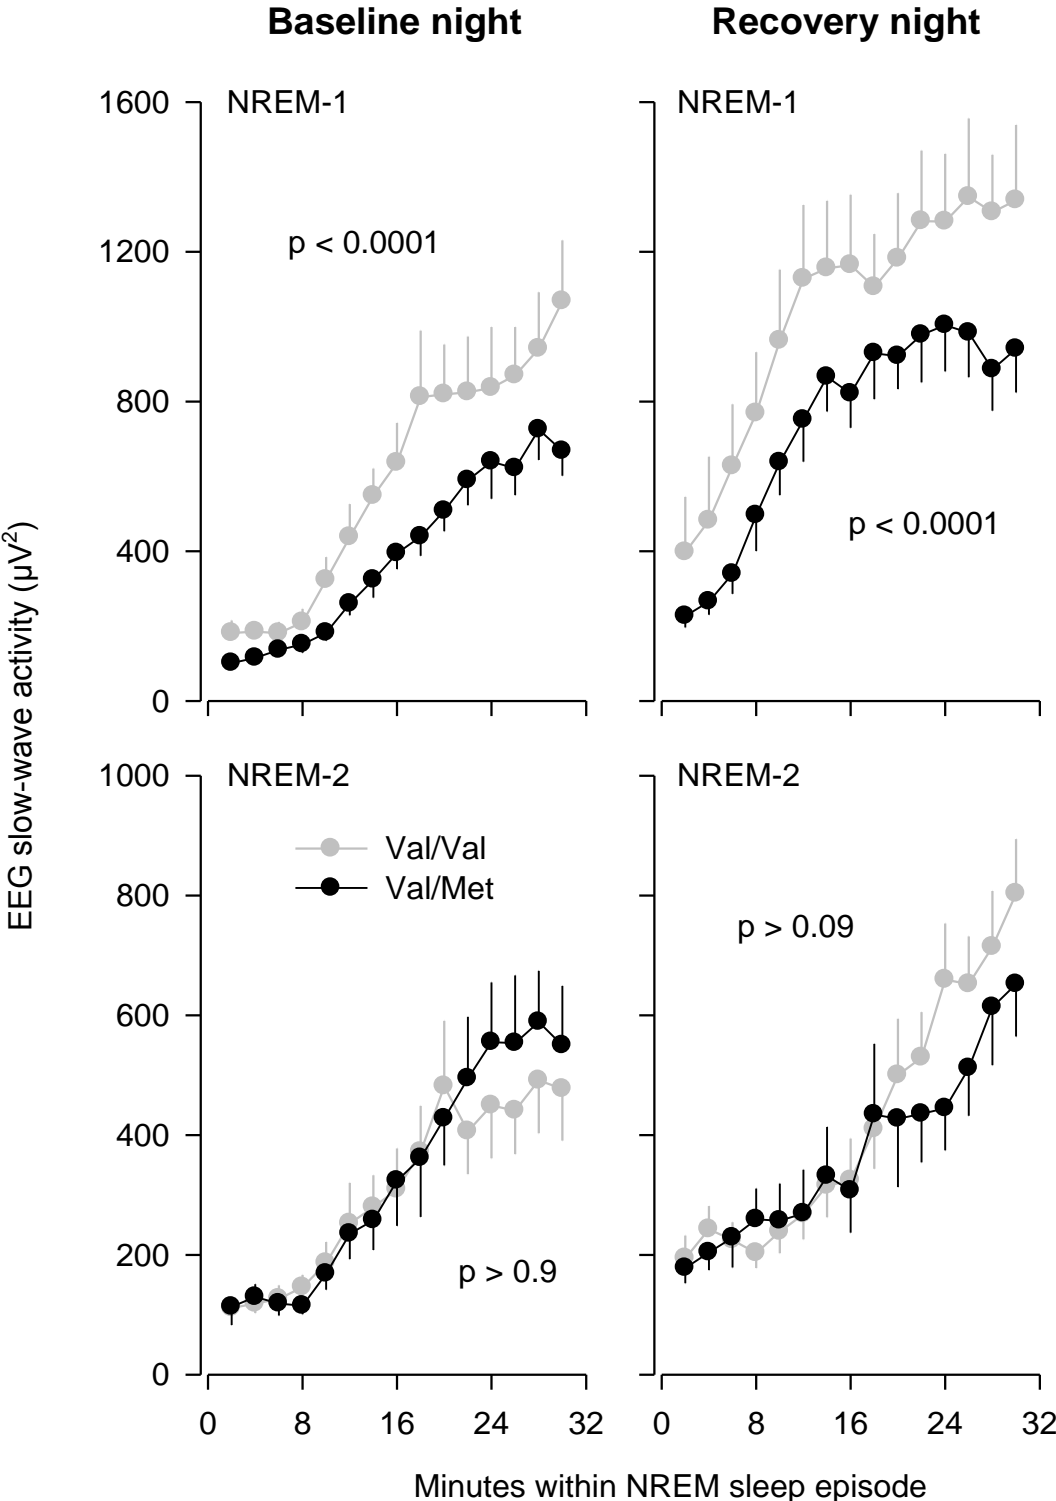 Baseline night
Recovery night
NREM-1
NREM-1
1600
1200
800
400
0
p < 0.0001
p < 0.0001
EEG slow-wave activity (µV²)
NREM-2
NREM-2
1000
800
600
400
200
0
Val/Val
Val/Met
p > 0.09
p > 0.9
0 8 16 24 32
0 8 16 24 32
Minutes within NREM sleep episode